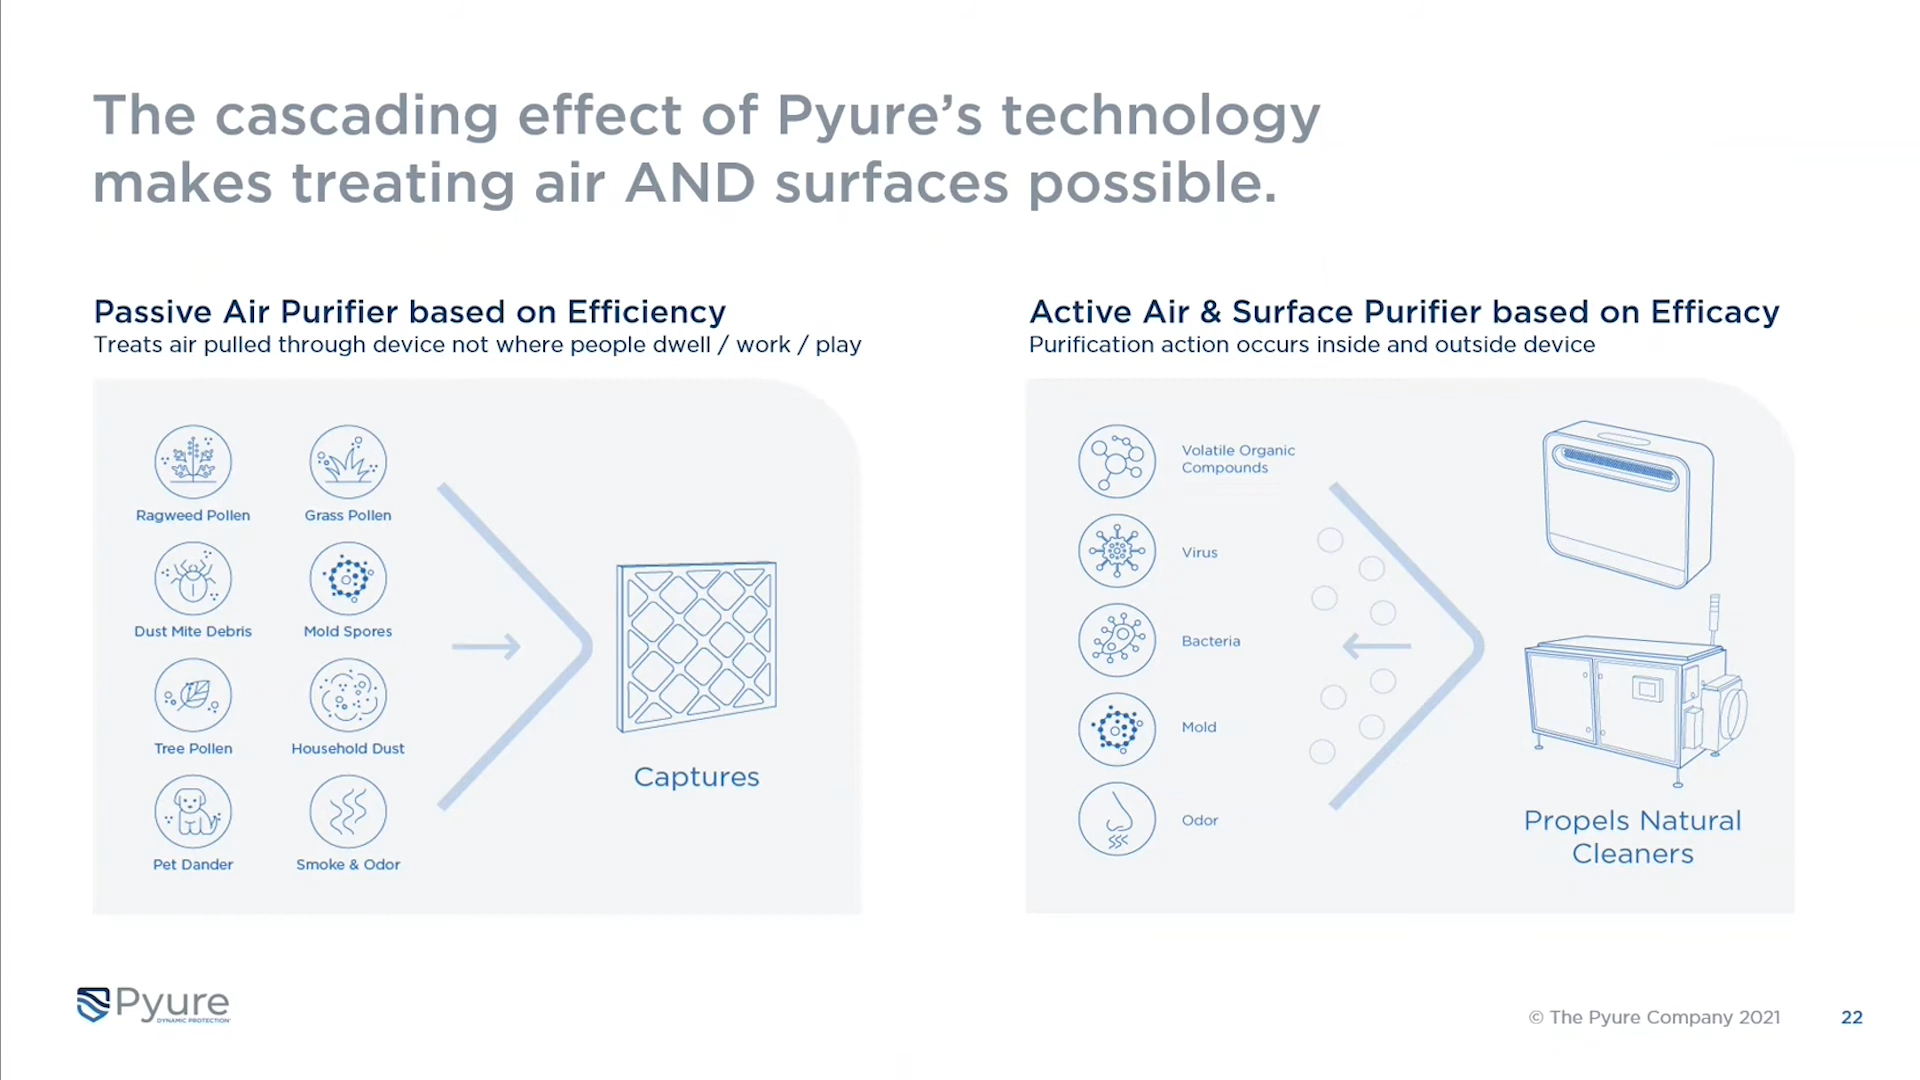 The cascading effect of Pyure's technology
makes treating air AND surfaces possible.
Passive Air Purifier based on Efficiency
Treats air pulled through device not where people dwell / work / play
Ragweed Pollen
Grass Pollen
Dust Mite Debris
Mold Spores
Tree Pollen
Household Dust
Pet Dander
Smoke & Odor
Captures
Active Air & Surface Purifier based on Efficacy
Purification action occurs inside and outside device
Volatile Organic
Compounds
Virus
Bacteria
Mold
Odor
Propels Natural
Cleaners
Pyure
DYNAMIC PROTECTION
© The Pyure Company 2021
22